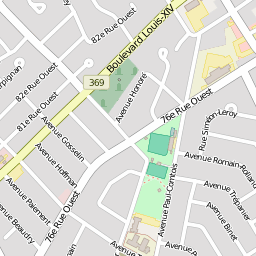 Boulevard Louis-XIV
82e Rue Ouest
369
82e Rue Ouest
Avenue Honoré
76e Rue Ouest
81e Rue Ouest
Avenue Gosselin
Rue Siméon-Leroy
Avenue Hoffman
Avenue Romain-Rolland
Avenue Paul-Comtois
Avenue Trépanier
Avenue Palement
76e Rue Ouest
Avenue Beaudry
Avenue Binet